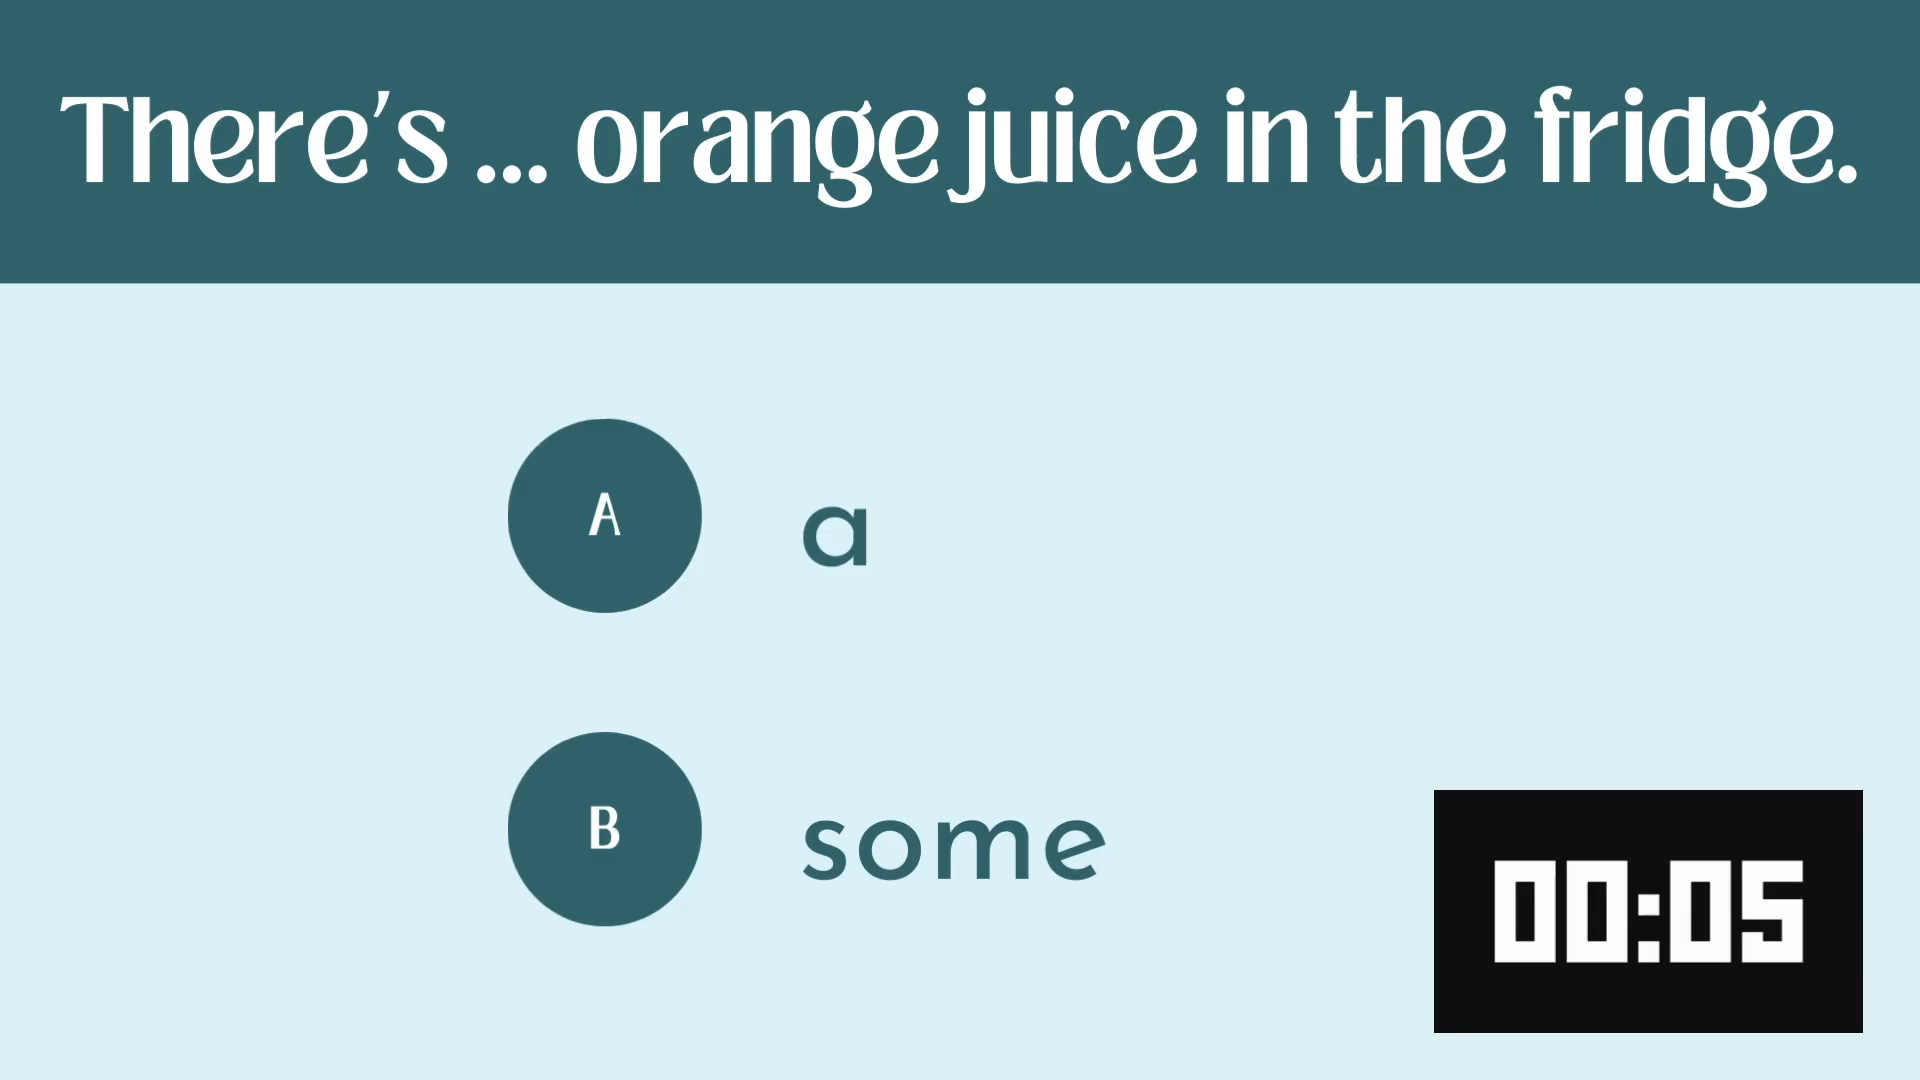 There's ... orange juice in the fridge.
A a
B some
00:05